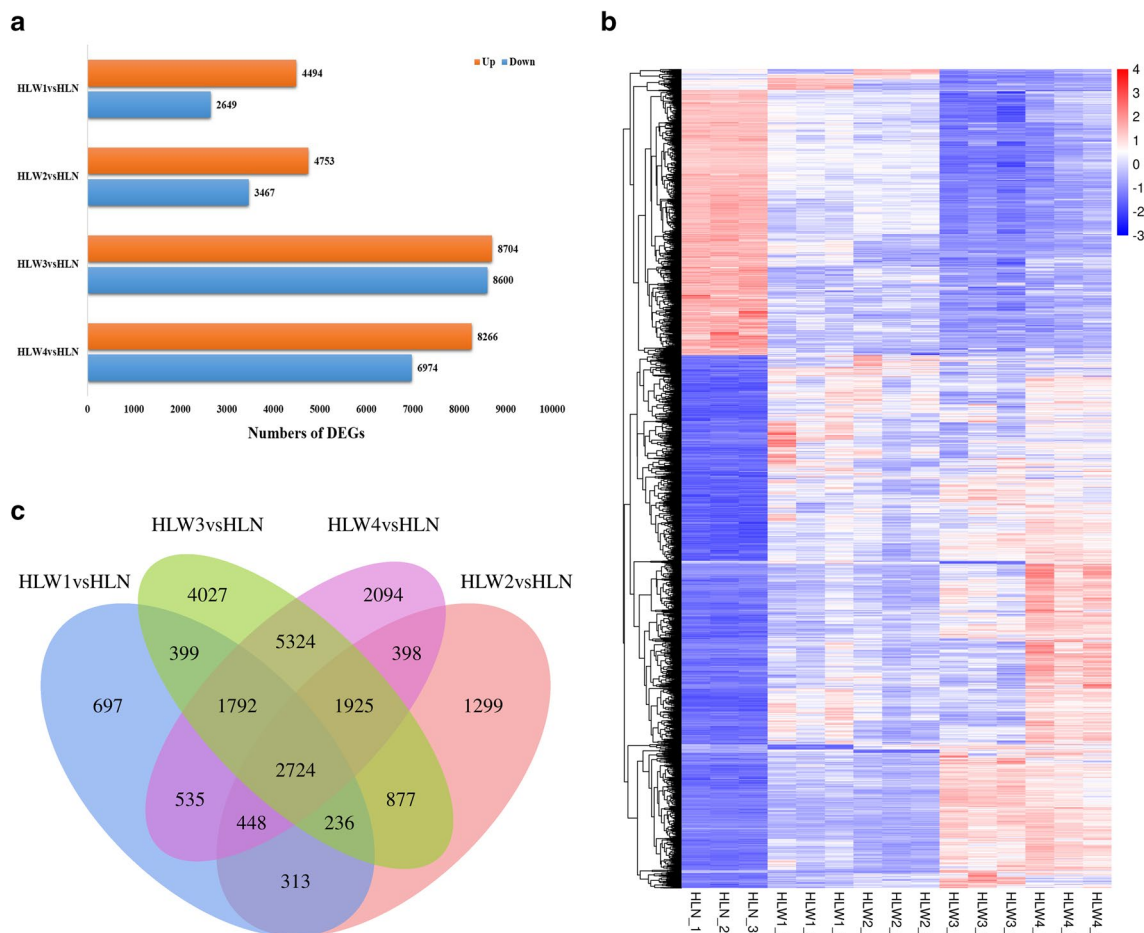 a
Up Down
HLW1vsHLN
4494
2649
HLW2vsHLN
4753
3467
HLW3vsHLN
8704
8600
HLW4vsHLN
8266
6974
0 1000 2000 3000 4000 5000 6000 7000 8000 9000 10000
Numbers of DEGs
b
4
3
2
1
0
-1
-2
-3
HLN_1
HLN_2
HLN_3
HLW1_
HLW1_
HLW1_
HLW2_
HLW2_
HLW2_
HLW3_
HLW3_
HLW3_
HLW4_
HLW4_
HLW4_
c
HLW3vsHLN HLW4vsHLN
HLW1vsHLN HLW2vsHLN
4027 2094
399 5324 398
697 1792 1925 1299
2724
535 877
448 236
313